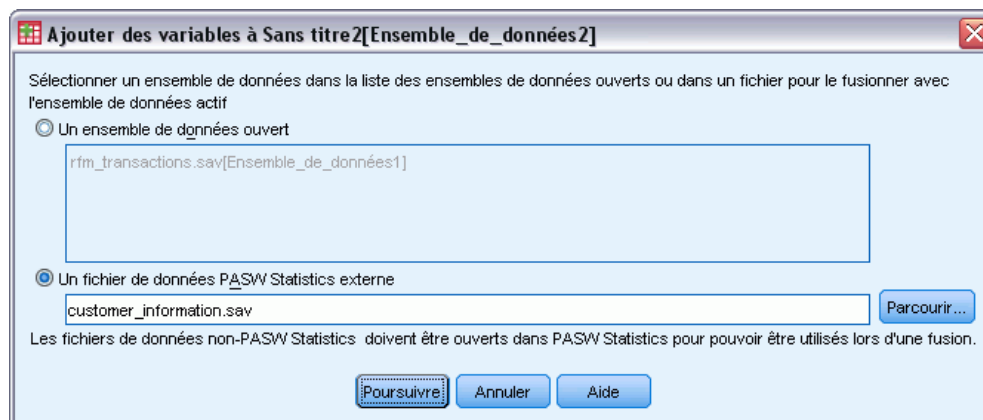 Ajouter des variables à Sans titre2[Ensemble_de_données2]
Sélectionner un ensemble de données dans la liste des ensembles de données ouverts ou dans un fichier pour le fusionner avec
l'ensemble de données actif
Un ensemble de données ouvert
rfm_transactions.sav[Ensemble_de_données1]
Un fichier de données PASW Statistics externe
customer_information.sav
Parcourir...
Les fichiers de données non-PASW Statistics doivent être ouverts dans PASW Statistics pour pouvoir être utilisés lors d'une fusion.
Poursuivre Annuler Aide